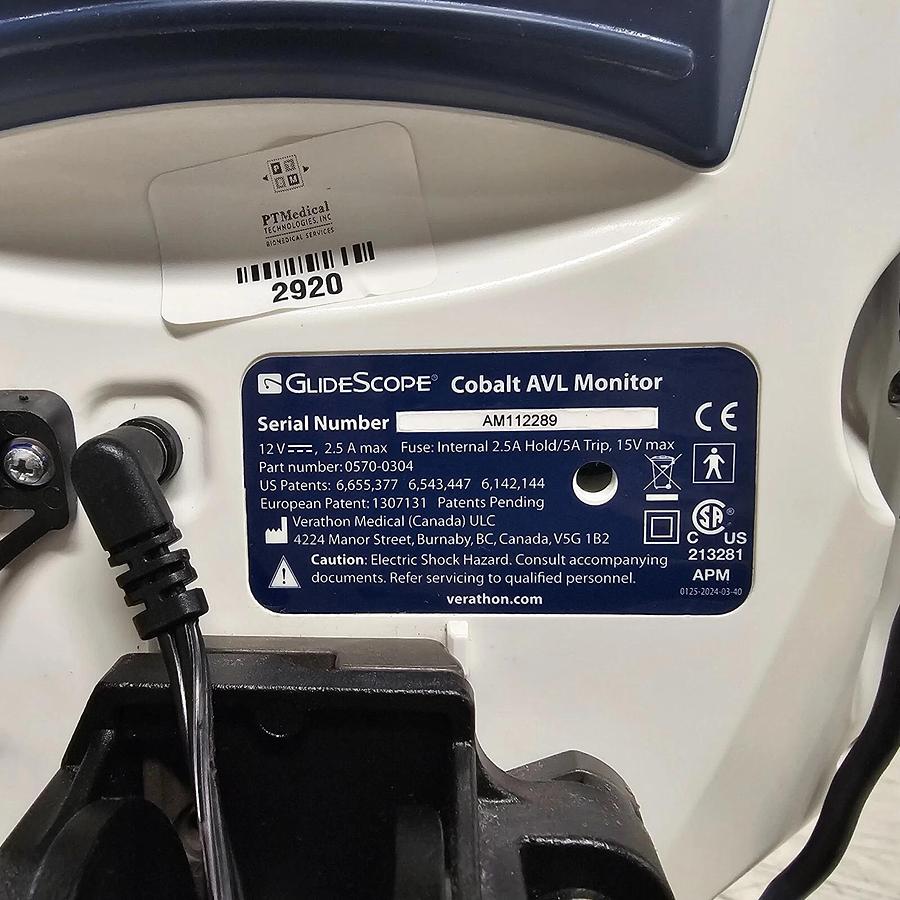 P
M
PTMedical
TECHNOLOGIES, INC
BIOMEDICAL SERVICES
2920
GLIDESCOPE® Cobalt AVL Monitor
Serial Number AM112289
12 V⎓, 2.5 A max Fuse: Internal 2.5A Hold/5A Trip, 15V max
Part number: 0570-0304
US Patents: 6,655,377 6,543,447 6,142,144
European Patent: 1307131 Patents Pending
Verathon Medical (Canada) ULC
4224 Manor Street, Burnaby, BC, Canada, V5G 1B2
Caution: Electric Shock Hazard. Consult accompanying
documents. Refer servicing to qualified personnel.
verathon.com
CE
SA®
C US
213281
APM
0125-2024-03-40